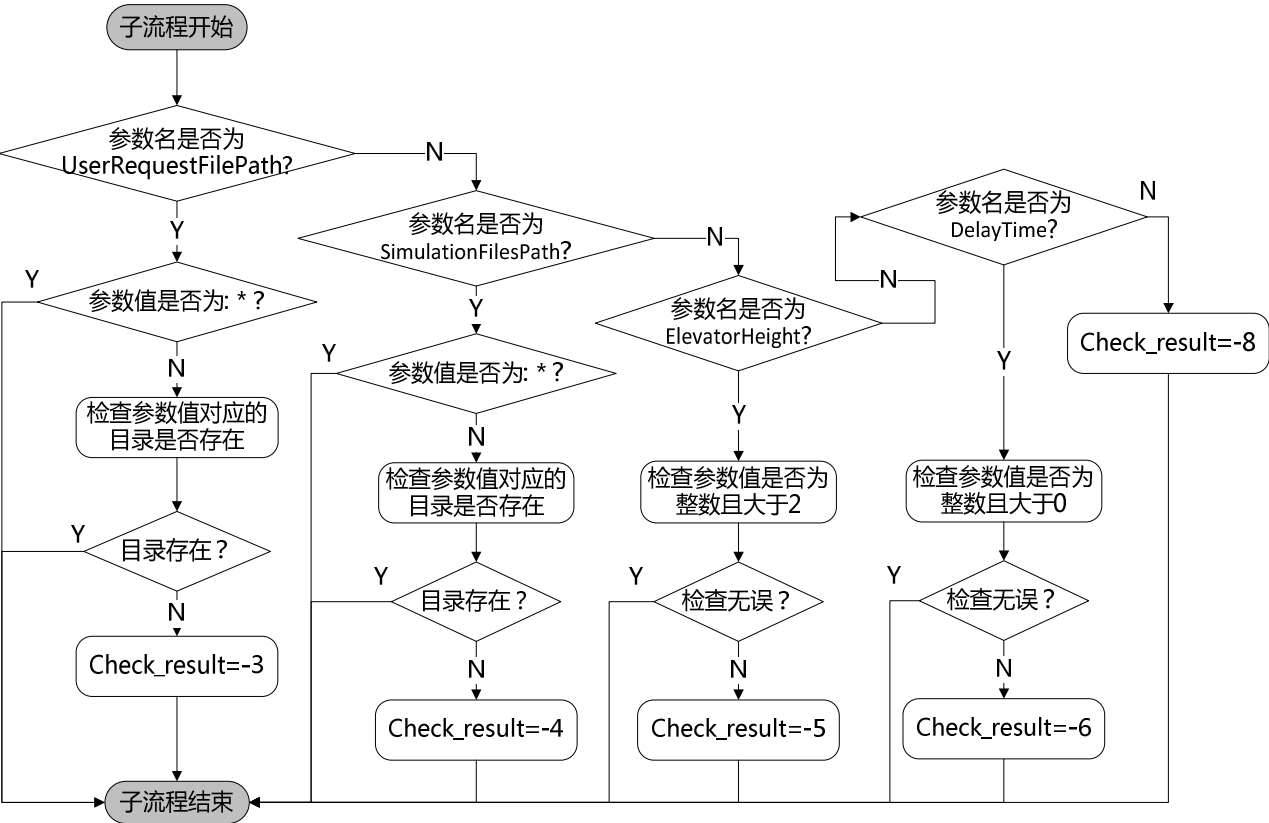 子流程开始
参数名是否为
UserRequestFilePath?
N
Y
参数值是否为: * ?
Y
N
检查参数值对应的
目录是否存在
目录存在 ?
Y
N
Check_result=-3
参数名是否为
SimulationFilesPath?
N
Y
参数值是否为: * ?
Y
N
检查参数值对应的
目录是否存在
目录存在 ?
Y
N
Check_result=-4
参数名是否为
ElevatorHeight?
N
Y
检查参数值是否为
整数且大于2
检查无误 ?
Y
N
Check_result=-5
参数名是否为
DelayTime?
N
Y
检查参数值是否为
整数且大于0
检查无误 ?
Y
N
Check_result=-6
Check_result=-8
子流程结束